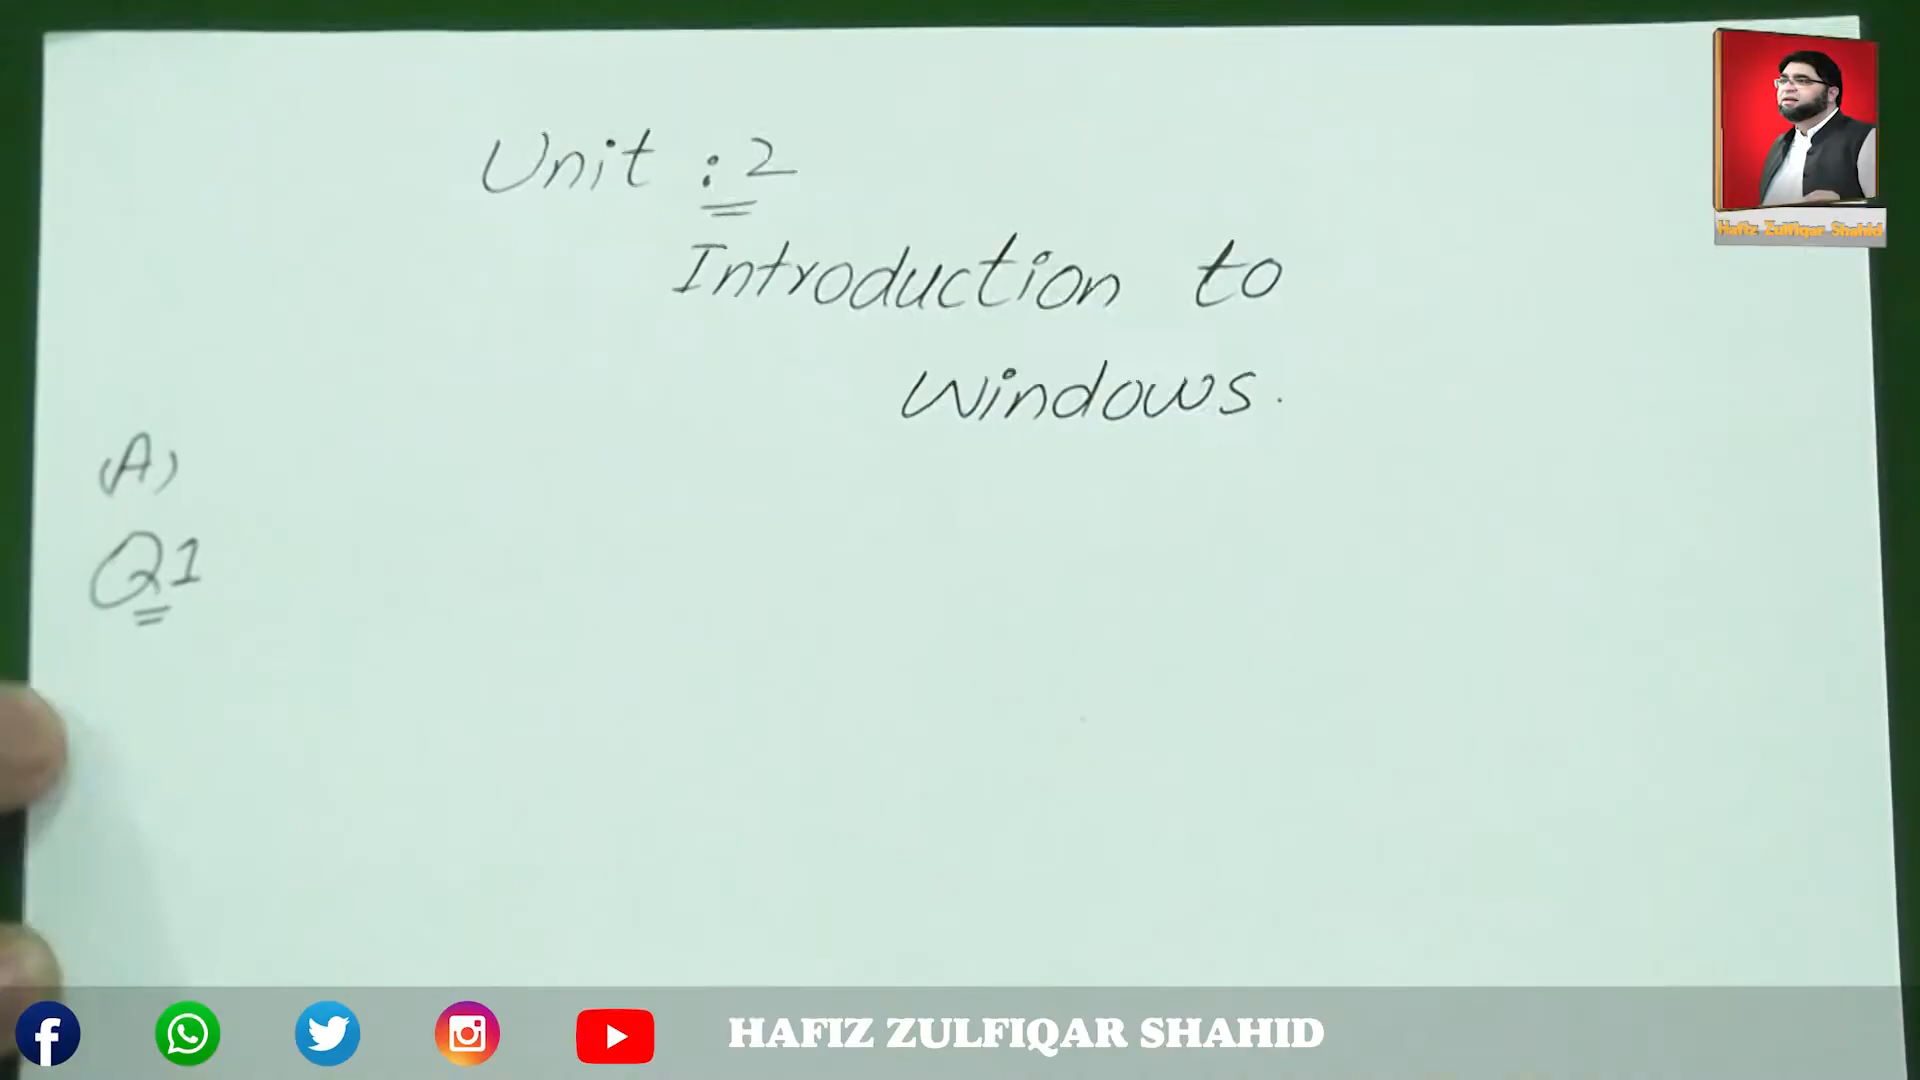 Unit : 2
Introduction to
Windows.
(A)
Q1
Hafiz Zulfiqar Shahid
HAFIZ ZULFIQAR SHAHID